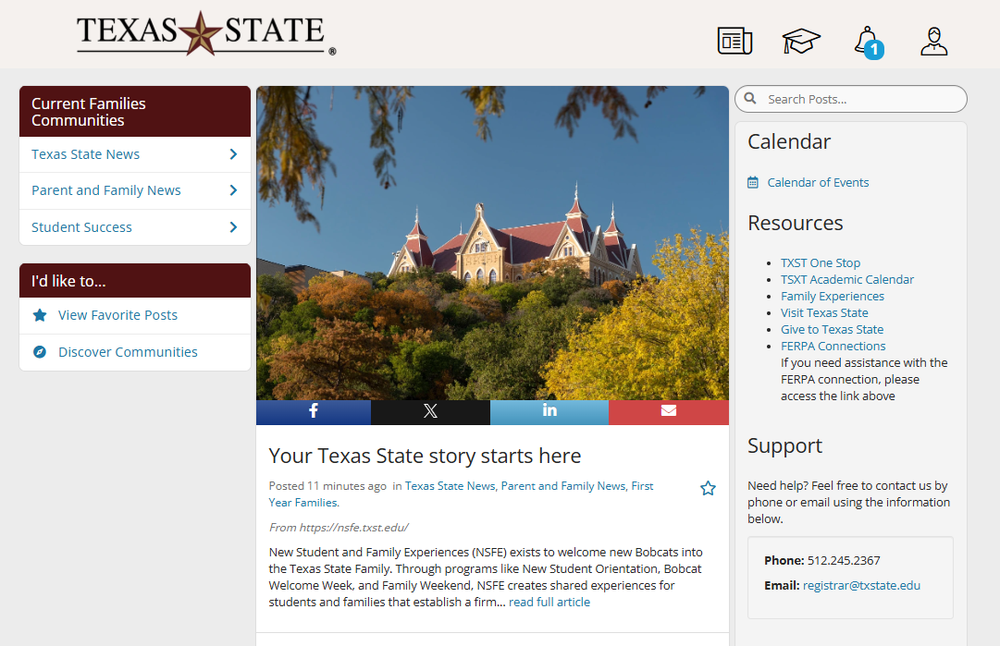 TEXAS STATE ®
1
Current Families
Communities
Texas State News
Parent and Family News
Student Success
I'd like to...
View Favorite Posts
Discover Communities
Your Texas State story starts here
Posted 11 minutes ago in Texas State News, Parent and Family News, First
Year Families.
From https://nsfe.txst.edu/
New Student and Family Experiences (NSFE) exists to welcome new Bobcats into
the Texas State Family. Through programs like New Student Orientation, Bobcat
Welcome Week, and Family Weekend, NSFE creates shared experiences for
students and families that establish a firm... read full article
Search Posts...
Calendar
Calendar of Events
Resources
TXST One Stop
TSXT Academic Calendar
Family Experiences
Visit Texas State
Give to Texas State
FERPA Connections
If you need assistance with the
FERPA connection, please
access the link above
Support
Need help? Feel free to contact us by
phone or email using the information
below.
Phone: 512.245.2367
Email: registrar@txstate.edu